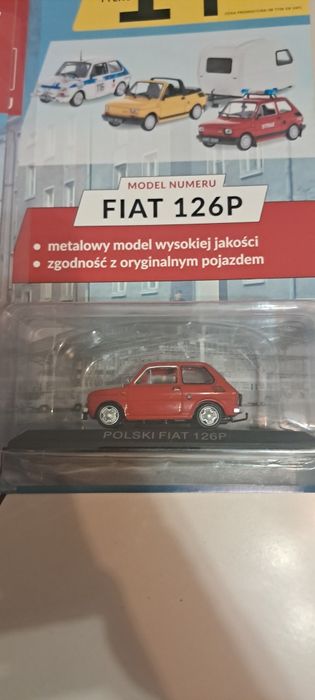 MODEL NUMERU
FIAT 126P
• metalowy model wysokiej jakości
• zgodność z oryginalnym pojazdem
POLSKI FIAT 126P